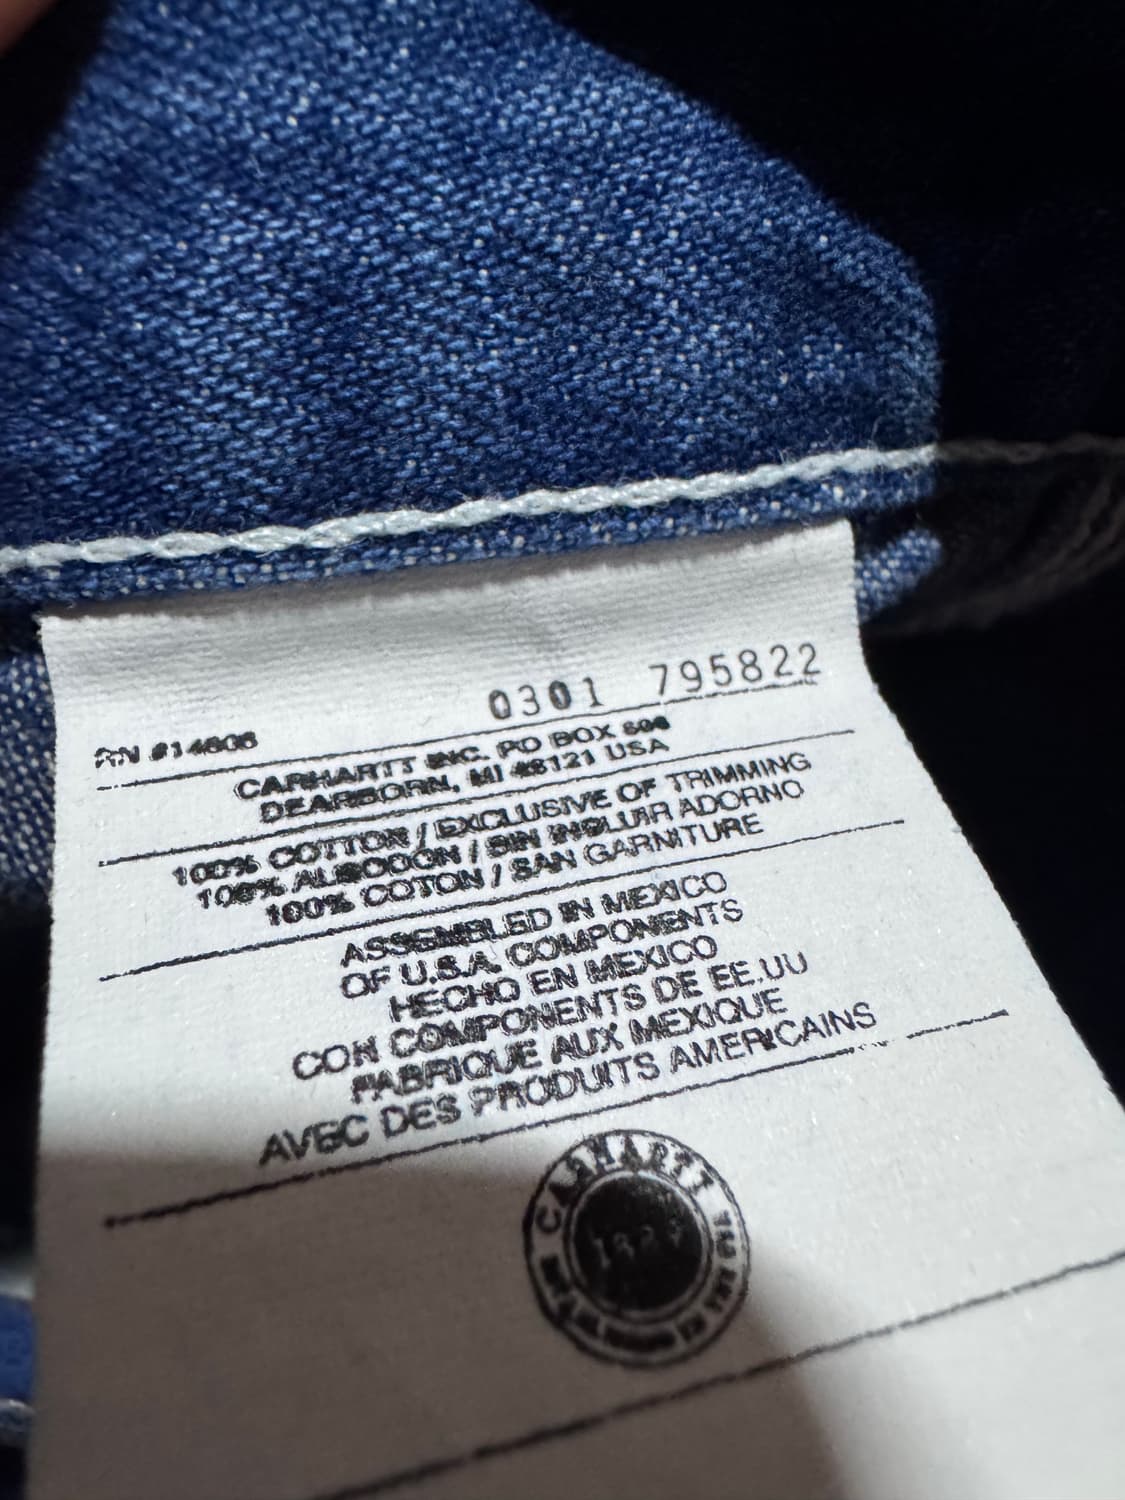 0301 795822
RN #14806
CARHARTT INC. PO BOX 600
DEARBORN, MI 48121 USA
100% COTTON / EXCLUSIVE OF TRIMMING
100% ALGODON / SIN INCLUIR ADORNO
100% COTON / SAN GARNITURE
ASSEMBLED IN MEXICO
OF U.S.A. COMPONENTS
HECHO EN MEXICO
CON COMPONENTS DE EE.UU
FABRIQUE AUX MEXIQUE
AVEC DES PRODUITS AMERICAINS
CARHARTT